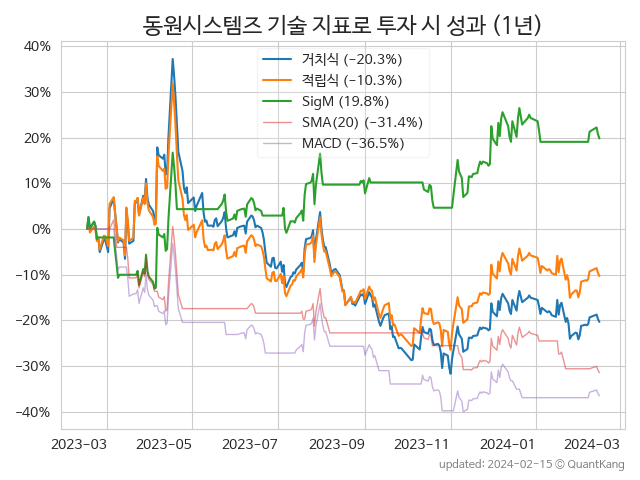 동원시스템즈 기술 지표로 투자 시 성과 (1년)
거치식 (−20.3%)
적립식 (−10.3%)
SigM (19.8%)
SMA(20) (−31.4%)
MACD (−36.5%)
40%
30%
20%
10%
0%
−10%
−20%
−30%
−40%
2023-03 2023-05 2023-07 2023-09 2023-11 2024-01 2024-03
updated: 2024-02-15 © QuantKang